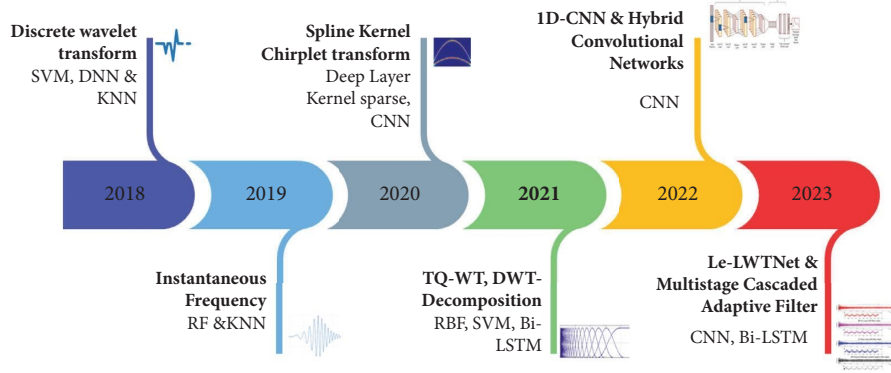 Discrete wavelet
transform
SVM, DNN &
KNN
Spline Kernel
Chirplet transform
Deep Layer
Kernel sparse,
CNN
1D-CNN & Hybrid
Convolutional
Networks
CNN
2018
2019
2020
2021
2022
2023
Instantaneous
Frequency
RF &KNN
TQ-WT, DWT-
Decomposition
RBF, SVM, Bi-
LSTM
Le-LWTNet &
Multistage Cascaded
Adaptive Filter
CNN, Bi-LSTM